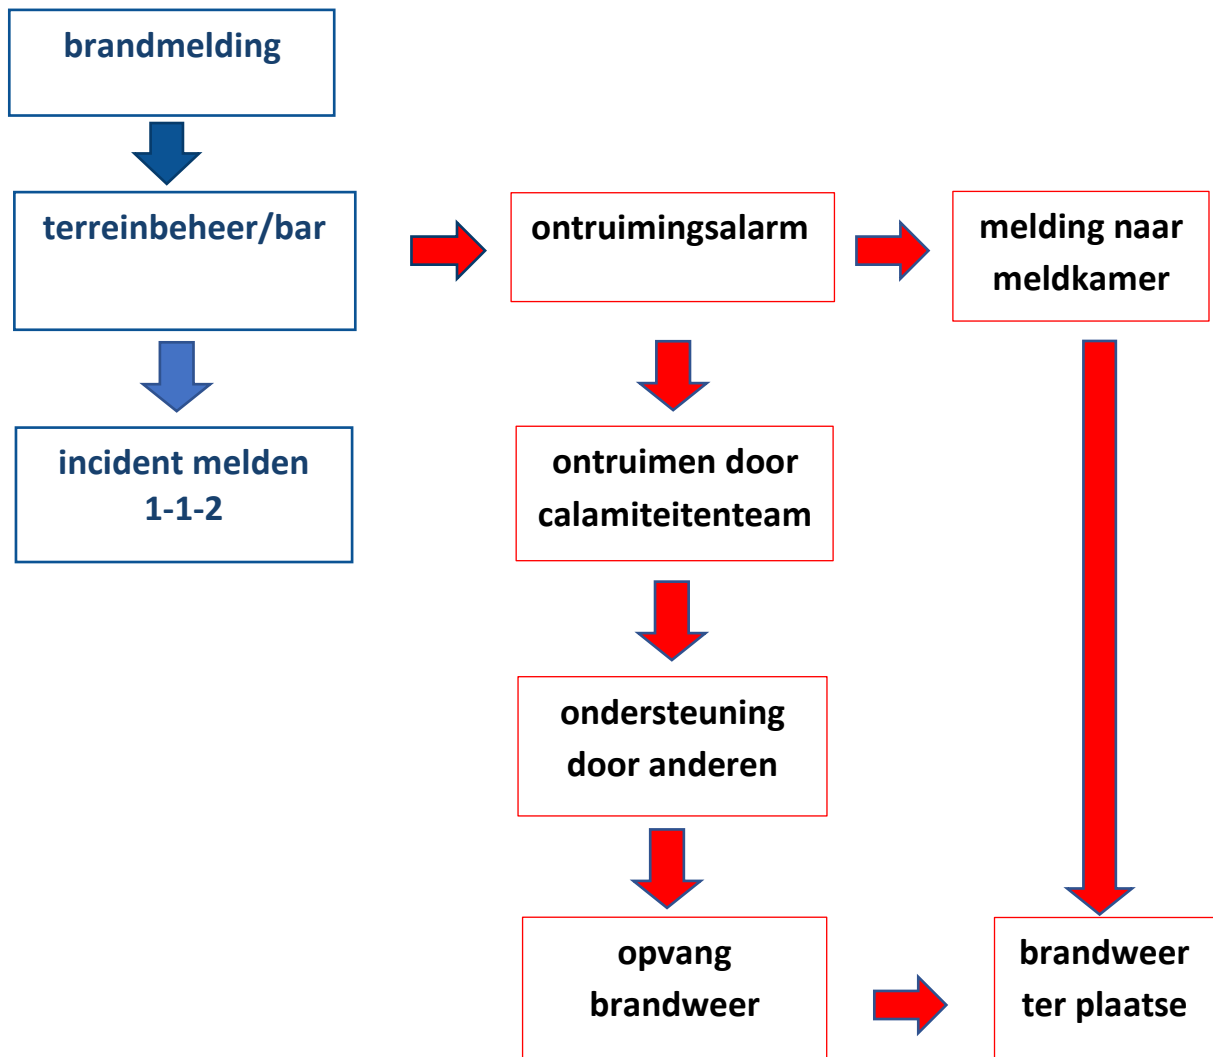 brandmelding
terreinbeheer/bar
ontruimingsalarm
melding naar
meldkamer
incident melden
1-1-2
ontruimen door
calamiteitenteam
ondersteuning
door anderen
opvang
brandweer
brandweer
ter plaatse